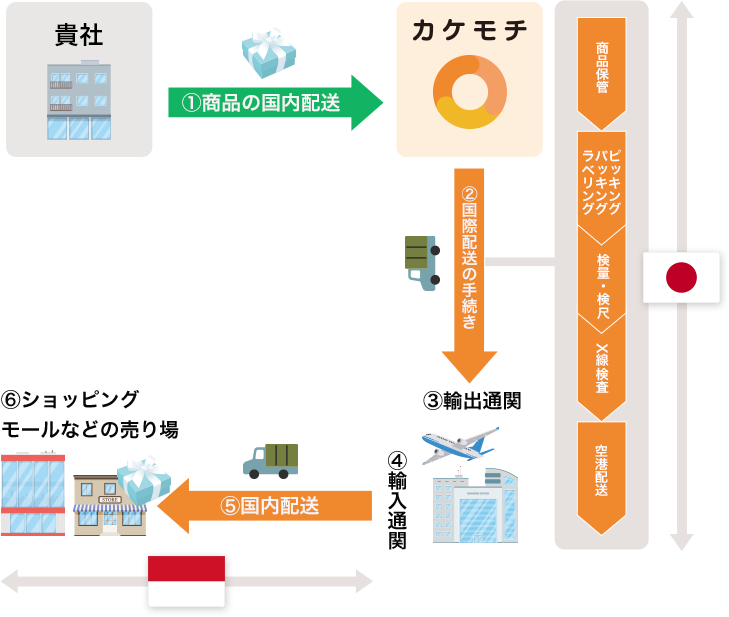 貴社
①商品の国内配送
カケモチ
②国際配送の手続き
商品保管
ピッキング
パッキング
ラベリング
検量・検尺
X線検査
空港配送
③輸出通関
④輸入通関
⑤国内配送
⑥ショッピング
モールなどの売り場
STORE